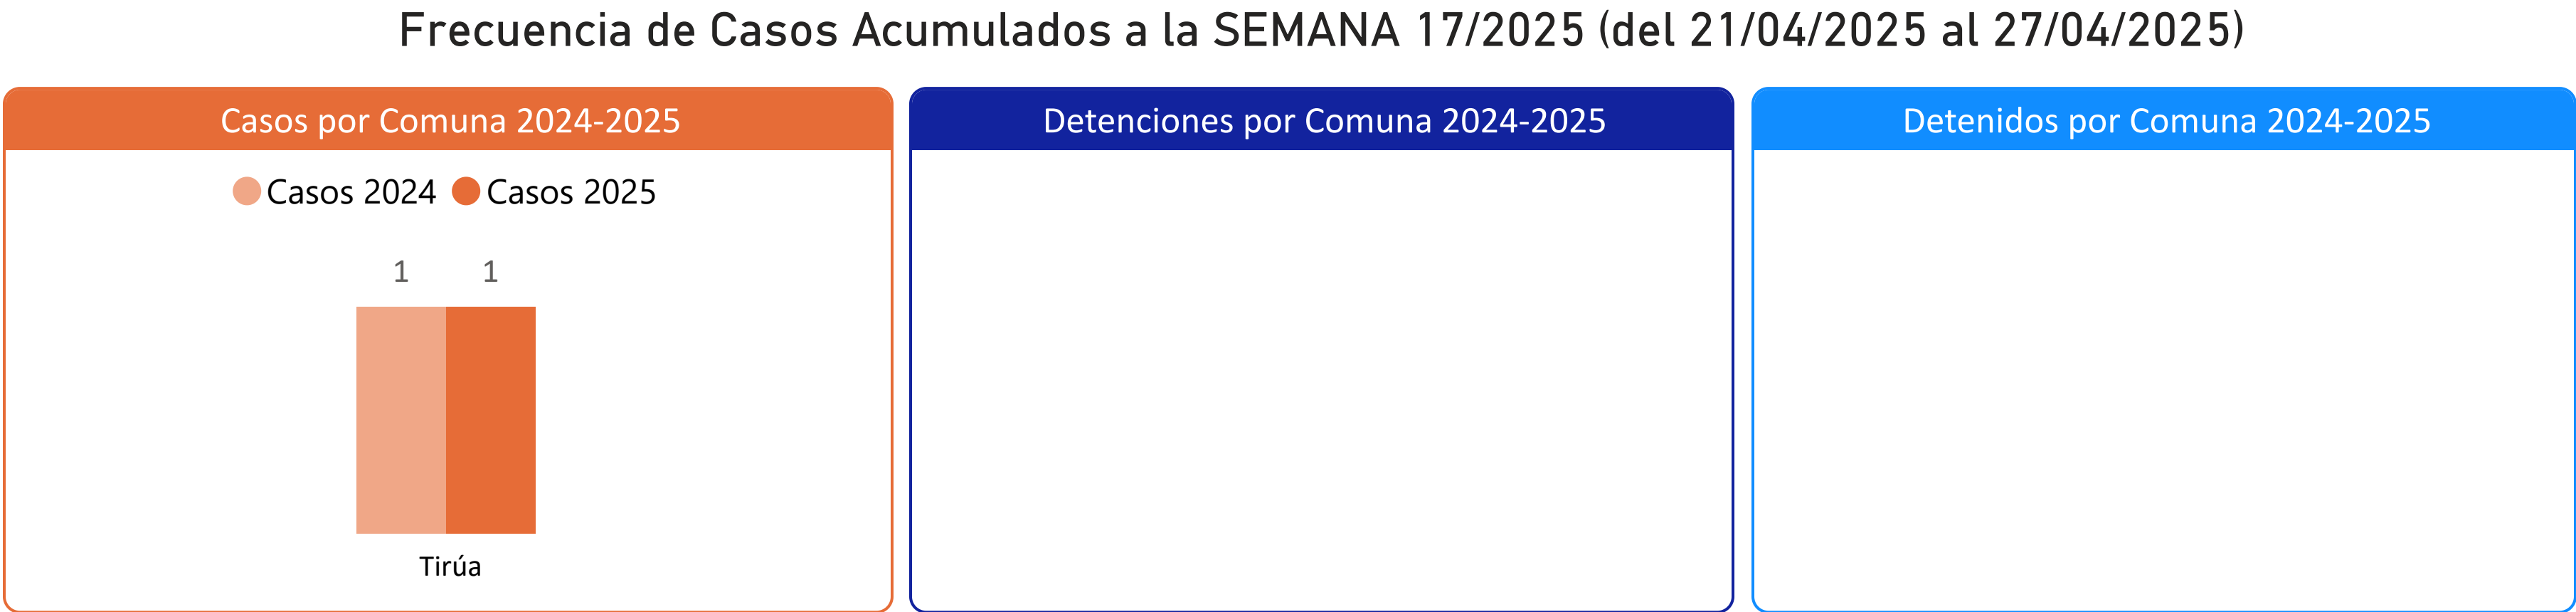 Frecuencia de Casos Acumulados a la SEMANA 17/2025 (del 21/04/2025 al 27/04/2025)
Casos por Comuna 2024-2025
Casos 2024 Casos 2025
1 1
Tirúa
Detenciones por Comuna 2024-2025
Detenidos por Comuna 2024-2025